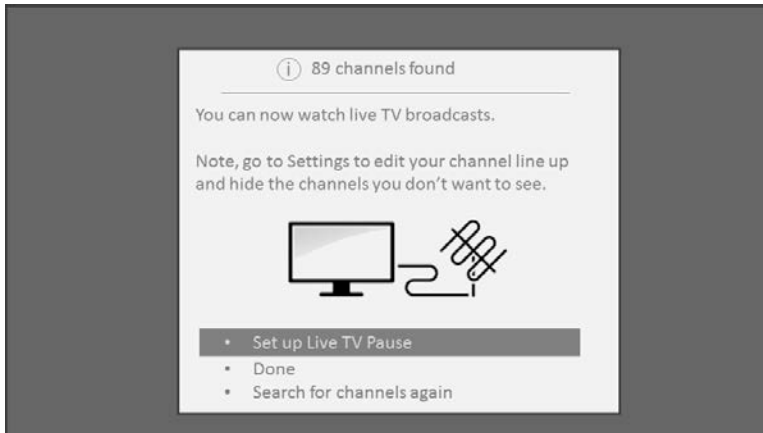 i 89 channels found
You can now watch live TV broadcasts.
Note, go to Settings to edit your channel line up
and hide the channels you don't want to see.
• Set up Live TV Pause
• Done
• Search for channels again